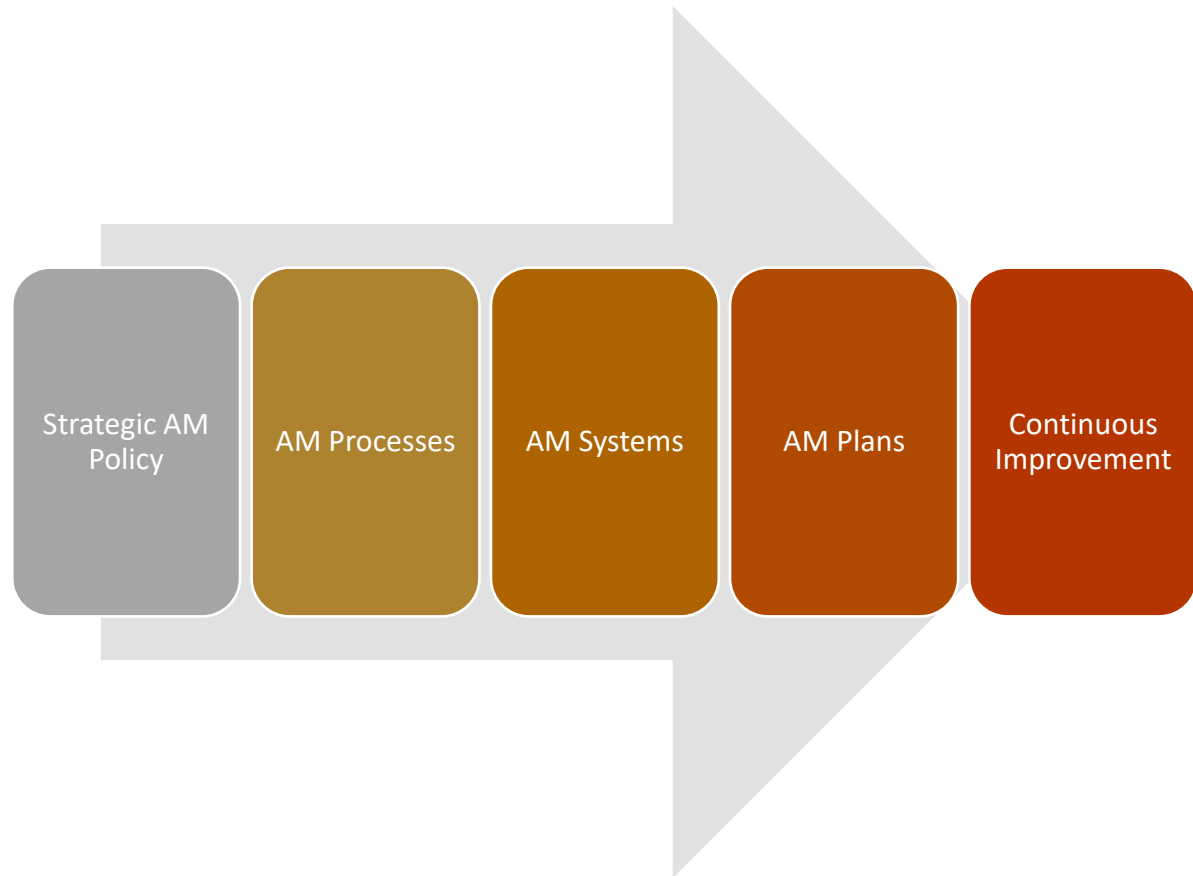 Strategic AM
Policy
AM Processes
AM Systems
AM Plans
Continuous
Improvement